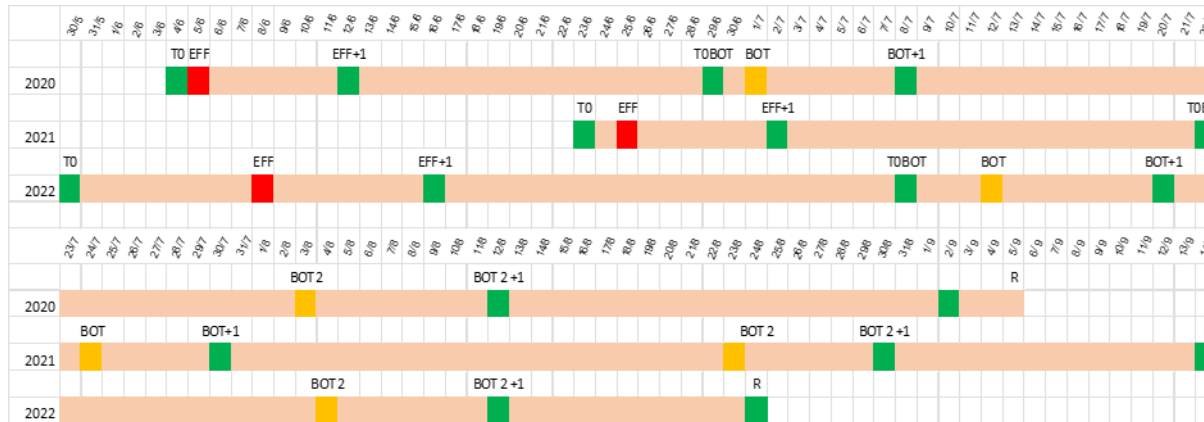 30/5 31/5 1/6 2/6 3/6 4/6 5/6 6/6 7/6 8/6 9/6 10/6 11/6 12/6 13/6 14/6 15/6 16/6 17/6 18/6 19/6 20/6 21/6 22/6 23/6 24/6 25/6 26/6 27/6 28/6 29/6 30/6 1/7 2/7 3/7 4/7 5/7 6/7 7/7 8/7 9/7 10/7 11/7 12/7 13/7 14/7 15/7 16/7 17/7 18/7 19/7 20/7 21/7
T0 EFF EFF+1 T0BOT BOT BOT+1
2020
T0 EFF EFF+1
2021
T0 EFF EFF+1 T0BOT BOT BOT+1
2022
23/7 24/7 25/7 26/7 27/7 28/7 29/7 30/7 31/7 1/8 2/8 3/8 4/8 5/8 6/8 7/8 8/8 9/8 10/8 11/8 12/8 13/8 14/8 15/8 16/8 17/8 18/8 19/8 20/8 21/8 22/8 23/8 24/8 25/8 26/8 27/8 28/8 29/8 30/8 31/8 1/9 2/9 3/9 4/9 5/9 6/9 7/9 8/9 9/9 10/9 11/9 12/9 13/9
BOT 2 BOT 2 +1 R
2020
BOT BOT+1 BOT 2 BOT 2 +1
2021
BOT 2 BOT 2 +1 R
2022